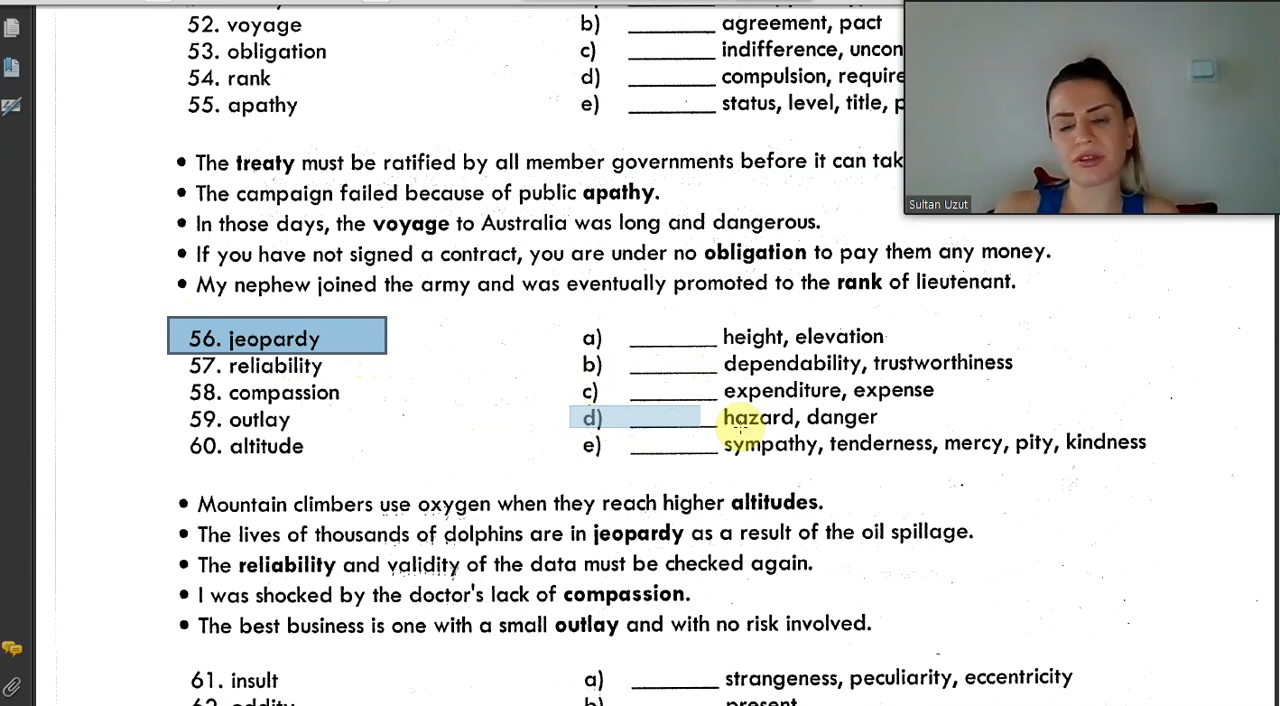 52. voyage b) ________ agreement, pact
53. obligation c) ________ indifference,
54. rank d) ________ compulsion,
55. apathy e) ________ status, level, title,
Sultan Uzut
• The treaty must be ratified by all member governments before it can
• The campaign failed because of public apathy.
• In those days, the voyage to Australia was long and dangerous.
• If you have not signed a contract, you are under no obligation to pay them any money.
• My nephew joined the army and was eventually promoted to the rank of lieutenant.
56. jeopardy a) ________ height, elevation
57. reliability b) ________ dependability, trustworthiness
58. compassion c) ________ expenditure, expense
59. outlay d) ________ hazard, danger
60. altitude e) ________ sympathy, tenderness, mercy, pity, kindness
• Mountain climbers use oxygen when they reach higher altitudes.
• The lives of thousands of dolphins are in jeopardy as a result of the oil spillage.
• The reliability and validity of the data must be checked again.
• I was shocked by the doctor's lack of compassion.
• The best business is one with a small outlay and with no risk involved.
61. insult a) ________ strangeness, peculiarity, eccentricity